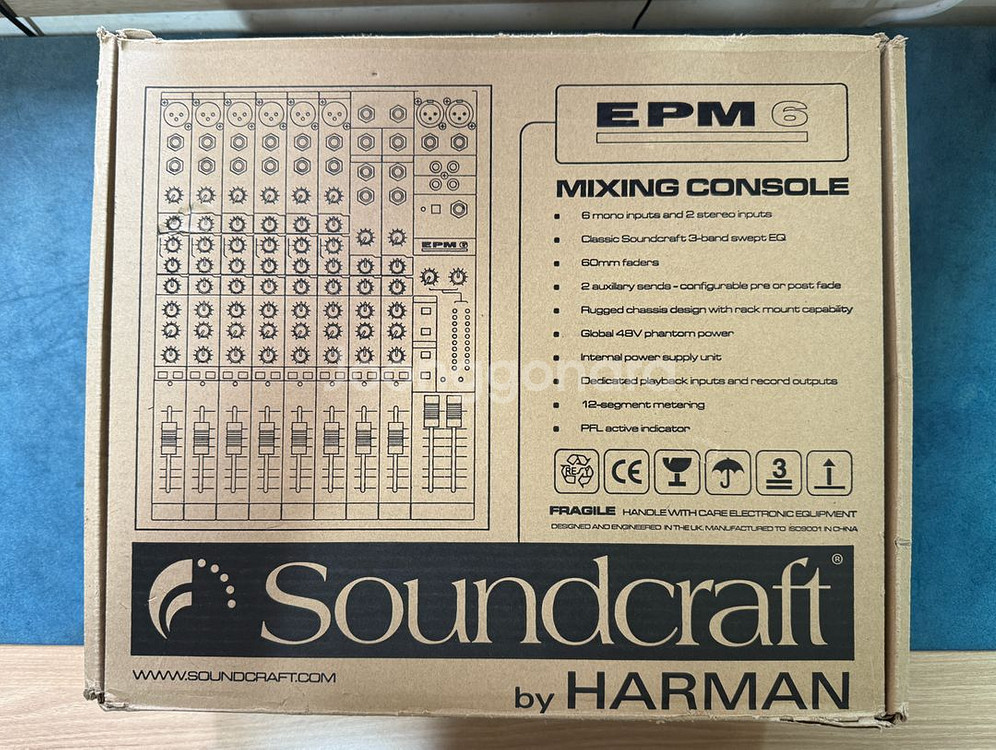 EPM 6
MIXING CONSOLE
6 mono inputs and 2 stereo inputs
Classic Soundcraft 3-band swept EQ
60mm faders
2 auxiliary sends - configurable pre or post fade
Rugged chassis design with rack mount capability
Global 48V phantom power
Internal power supply unit
Dedicated playback inputs and record outputs
12-segment metering
PFL active indicator
EPM 6
RESY
CE
3
FRAGILE HANDLE WITH CARE ELECTRONIC EQUIPMENT
DESIGNED AND ENGINEERED IN THE UK. MANUFACTURED TO ISO9001 IN CHINA
Soundcraft®
WWW.SOUNDCRAFT.COM
by HARMAN